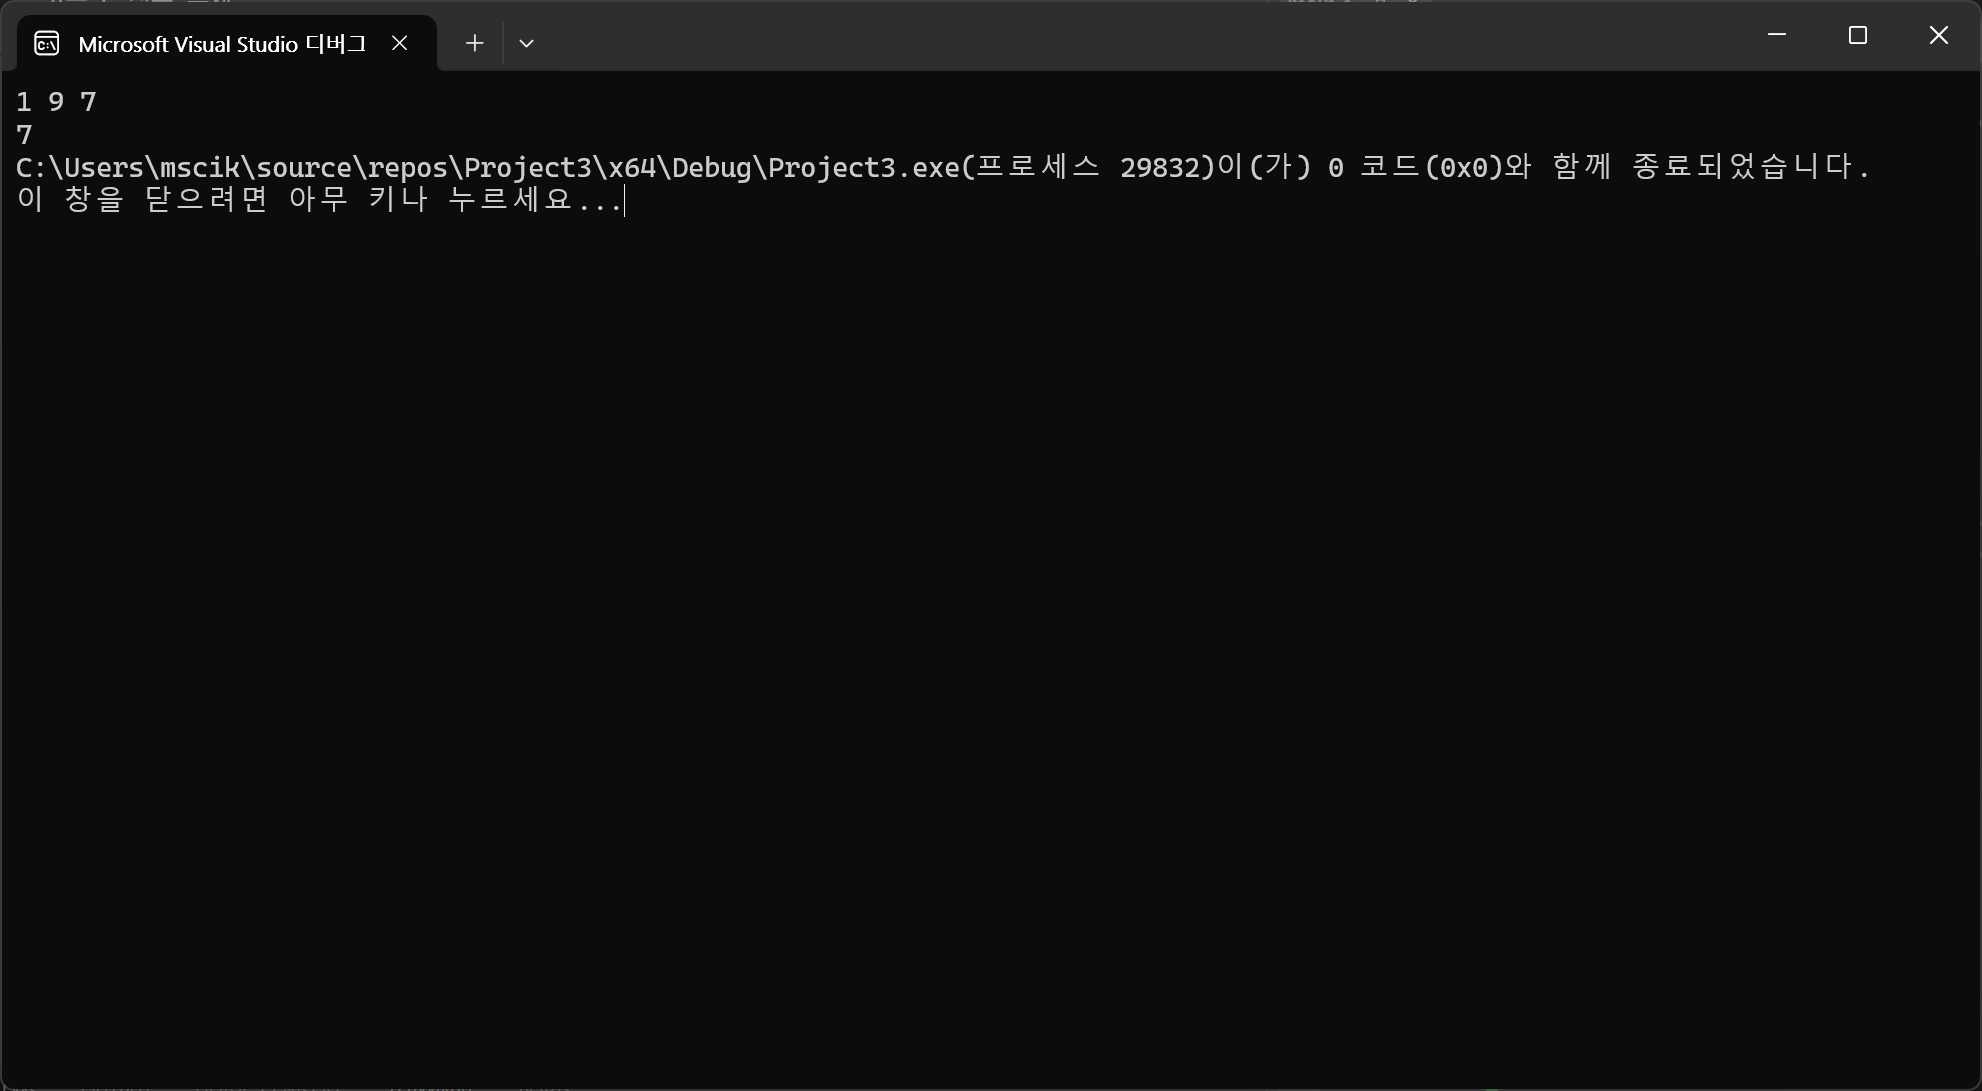 Microsoft Visual Studio 디버그
1 9 7
7
C:\Users\mscik\source\repos\Project3\x64\Debug\Project3.exe(프로세스 29832)이(가) 0 코드(0x0)와 함께 종료되었습니다.
이 창을 닫으려면 아무 키나 누르세요...